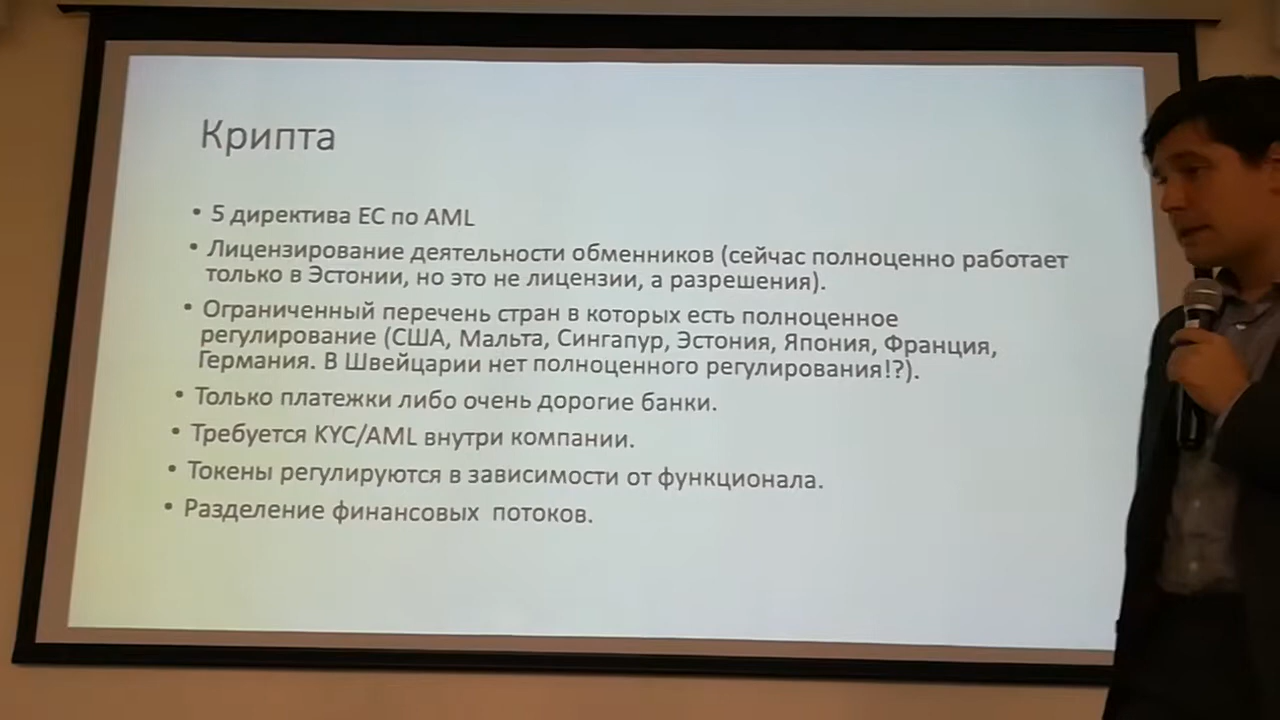 Крипта
• 5 директива ЕС по AML
• Лицензирование деятельности обменников (сейчас полноценно работает
только в Эстонии, но это не лицензии, а разрешения).
• Ограниченный перечень стран в которых есть полноценное
регулирование (США, Мальта, Сингапур, Эстония, Япония, Франция,
Германия. В Швейцарии нет полноценного регулирования!?).
• Только платежки либо очень дорогие банки.
• Требуется KYC/AML внутри компании.
• Токены регулируются в зависимости от функционала.
• Разделение финансовых  потоков.